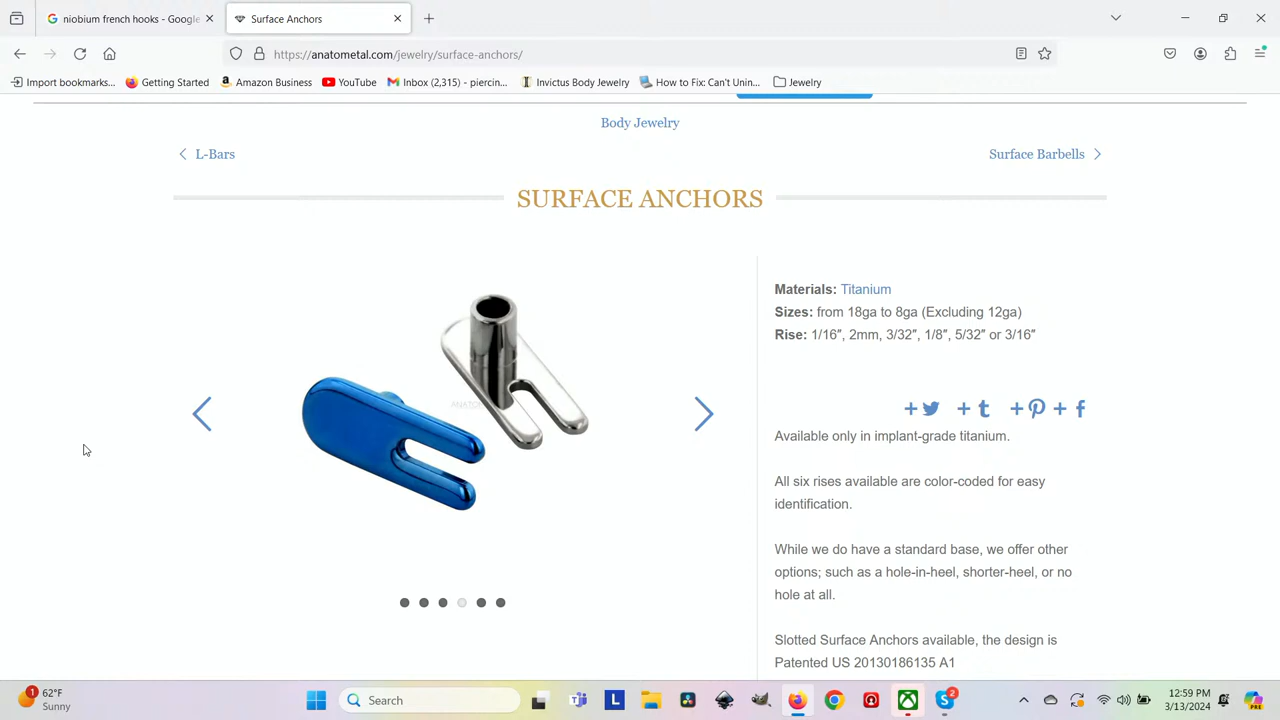 niobium french hooks - Google
Surface Anchors
https://anatometal.com/jewelry/surface-anchors/
Import bookmarks...
Getting Started
Amazon Business
YouTube
Inbox (2,315) - piercin...
Invictus Body Jewelry
How to Fix: Can't Unin...
Jewelry
Body Jewelry
L-Bars
Surface Barbells
SURFACE ANCHORS
Materials: Titanium
Sizes: from 18ga to 8ga (Excluding 12ga)
Rise: 1/16″, 2mm, 3/32″, 1/8″, 5/32″ or 3/16″
Available only in implant-grade titanium.
All six rises available are color-coded for easy
identification.
While we do have a standard base, we offer other
options; such as a hole-in-heel, shorter-heel, or no
hole at all.
Slotted Surface Anchors available, the design is
Patented US 20130186135 A1
1
62°F
Sunny
Search
2
12:59 PM
3/13/2024